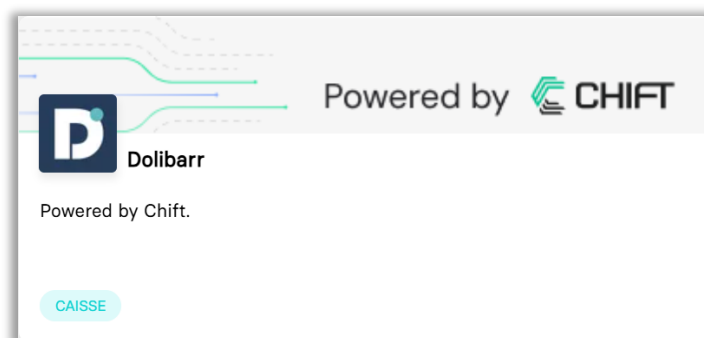 Powered by CHIFT
D
Dolibarr
Powered by Chift.
CAISSE